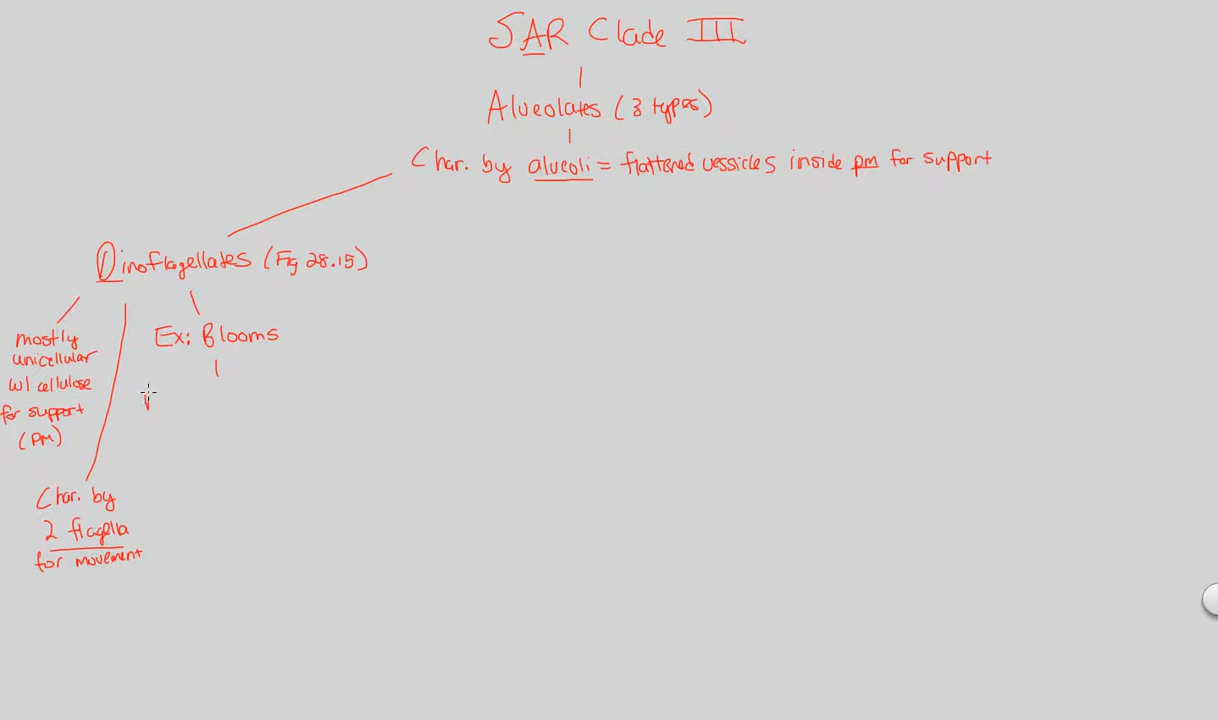 SAR Clade III
Alveolates (3 types)
Char. by alveoli = flattened vessicles inside pm for support
Dinoflagellates (Fig 28.15)
mostly
unicellular
w/ cellulose
for support
(PM)
Ex: Blooms
Char. by
2 flagella
for movement